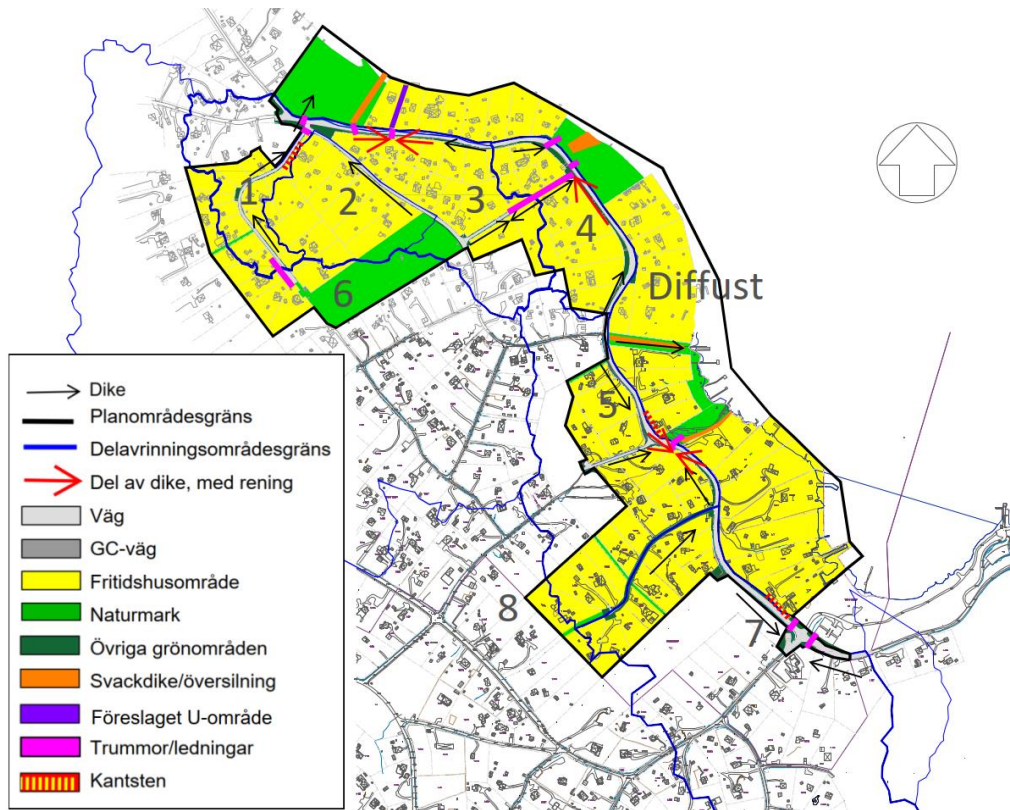 1
2
3
4
Diffust
6
5
8
7
Dike
Planområdesgräns
Delavrinningsområdesgräns
Del av dike, med rening
Väg
GC-väg
Fritidshusområde
Naturmark
Övriga grönområden
Svackdike/översilning
Föreslaget U-område
Trummor/ledningar
Kantsten